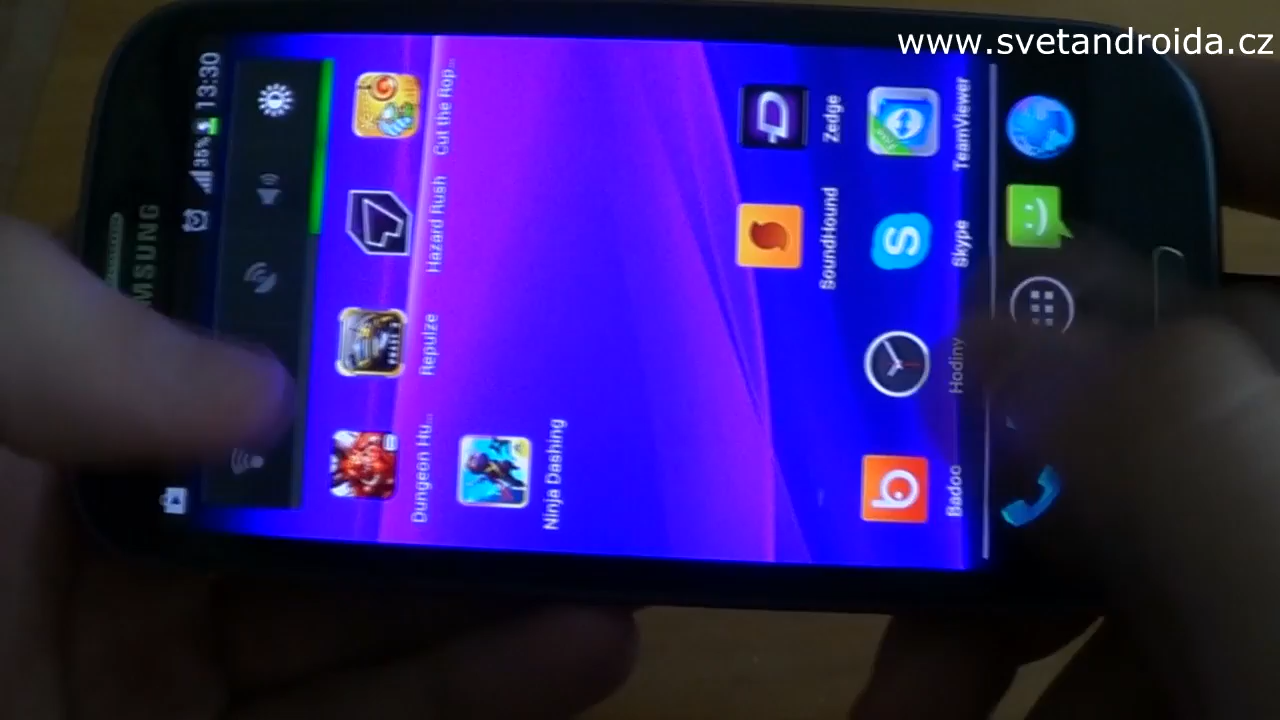 www.svetandroida.cz
SAMSUNG
35% 13:30
Dungeon Hu...
Repulze
Hazard Rush
Cut the Rop...
Ninja Dashing
SoundHound
Zedge
Badoo
Hodiny
Skype
TeamViewer